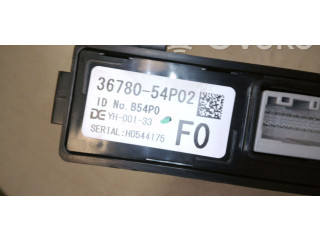 36780-54P02
ID No. B54P0
YH-001-33
SERIAL:H0544175
F0